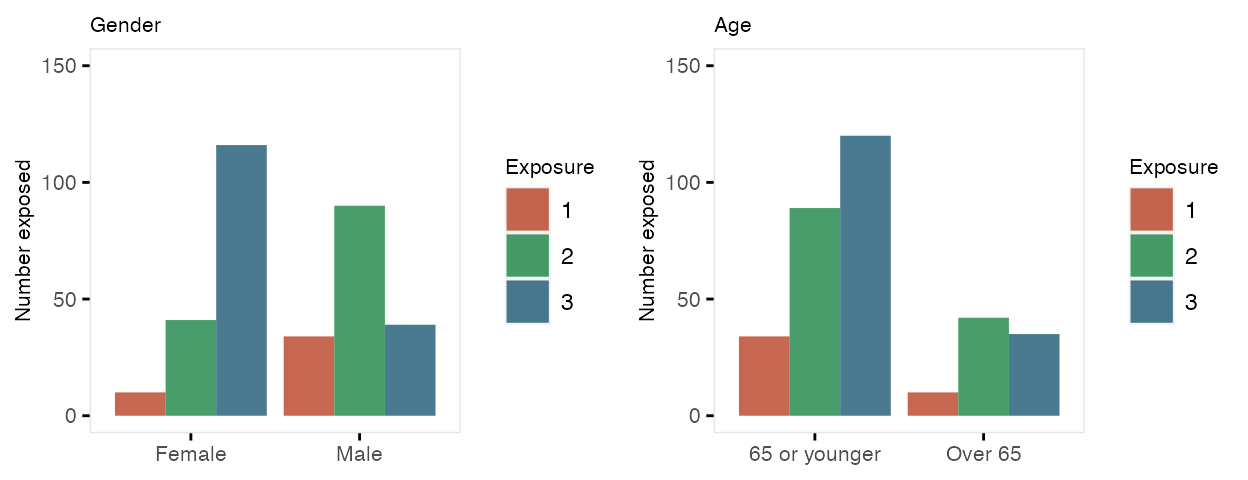 Gender
150
100
50
0
Number exposed
Female Male
Exposure
1
2
3
Age
150
100
50
0
Number exposed
65 or younger Over 65
Exposure
1
2
3